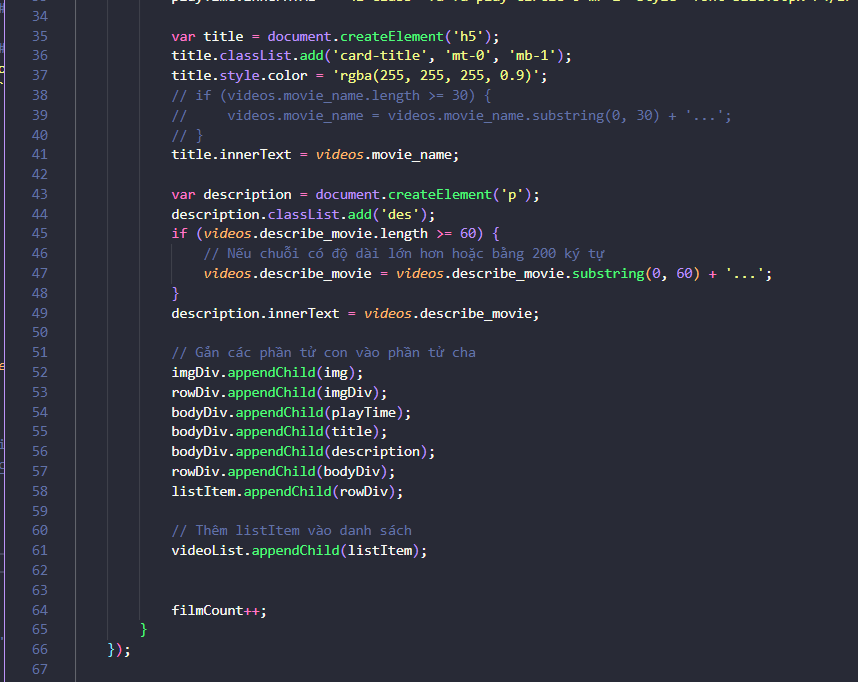 34
35 var title = document.createElement('h5');
36 title.classList.add('card-title', 'mt-0', 'mb-1');
37 title.style.color = 'rgba(255, 255, 255, 0.9)';
38 // if (videos.movie_name.length >= 30) {
39 //     videos.movie_name = videos.movie_name.substring(0, 30) + '...';
40 // }
41 title.innerText = videos.movie_name;
42
43 var description = document.createElement('p');
44 description.classList.add('des');
45 if (videos.describe_movie.length >= 60) {
46     // Nếu chuỗi có độ dài lớn hơn hoặc bằng 200 ký tự
47     videos.describe_movie = videos.describe_movie.substring(0, 60) + '...';
48 }
49 description.innerText = videos.describe_movie;
50
51 // Gắn các phần tử con vào phần tử cha
52 imgDiv.appendChild(img);
53 rowDiv.appendChild(imgDiv);
54 bodyDiv.appendChild(playTime);
55 bodyDiv.appendChild(title);
56 bodyDiv.appendChild(description);
57 rowDiv.appendChild(bodyDiv);
58 listItem.appendChild(rowDiv);
59
60 // Thêm listItem vào danh sách
61 videoList.appendChild(listItem);
62
63
64 filmCount++;
65 }
66 });
67